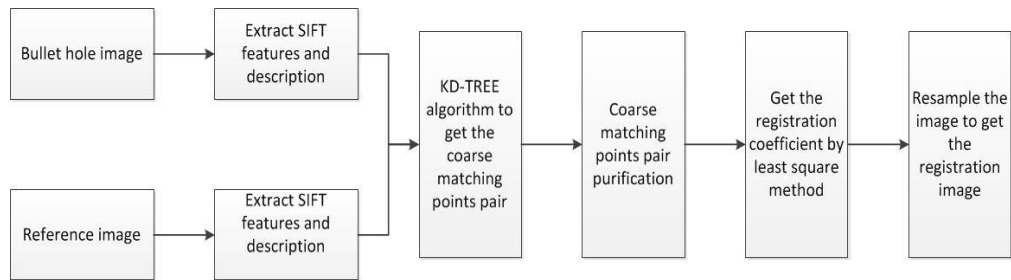 Bullet hole image
Extract SIFT
features and
description
Reference image
Extract SIFT
features and
description
KD-TREE
algorithm to
get the
coarse
matching
points pair
Coarse
matching
points pair
purification
Get the
registration
coefficient by
least square
method
Resample the
image to get
the
registration
image